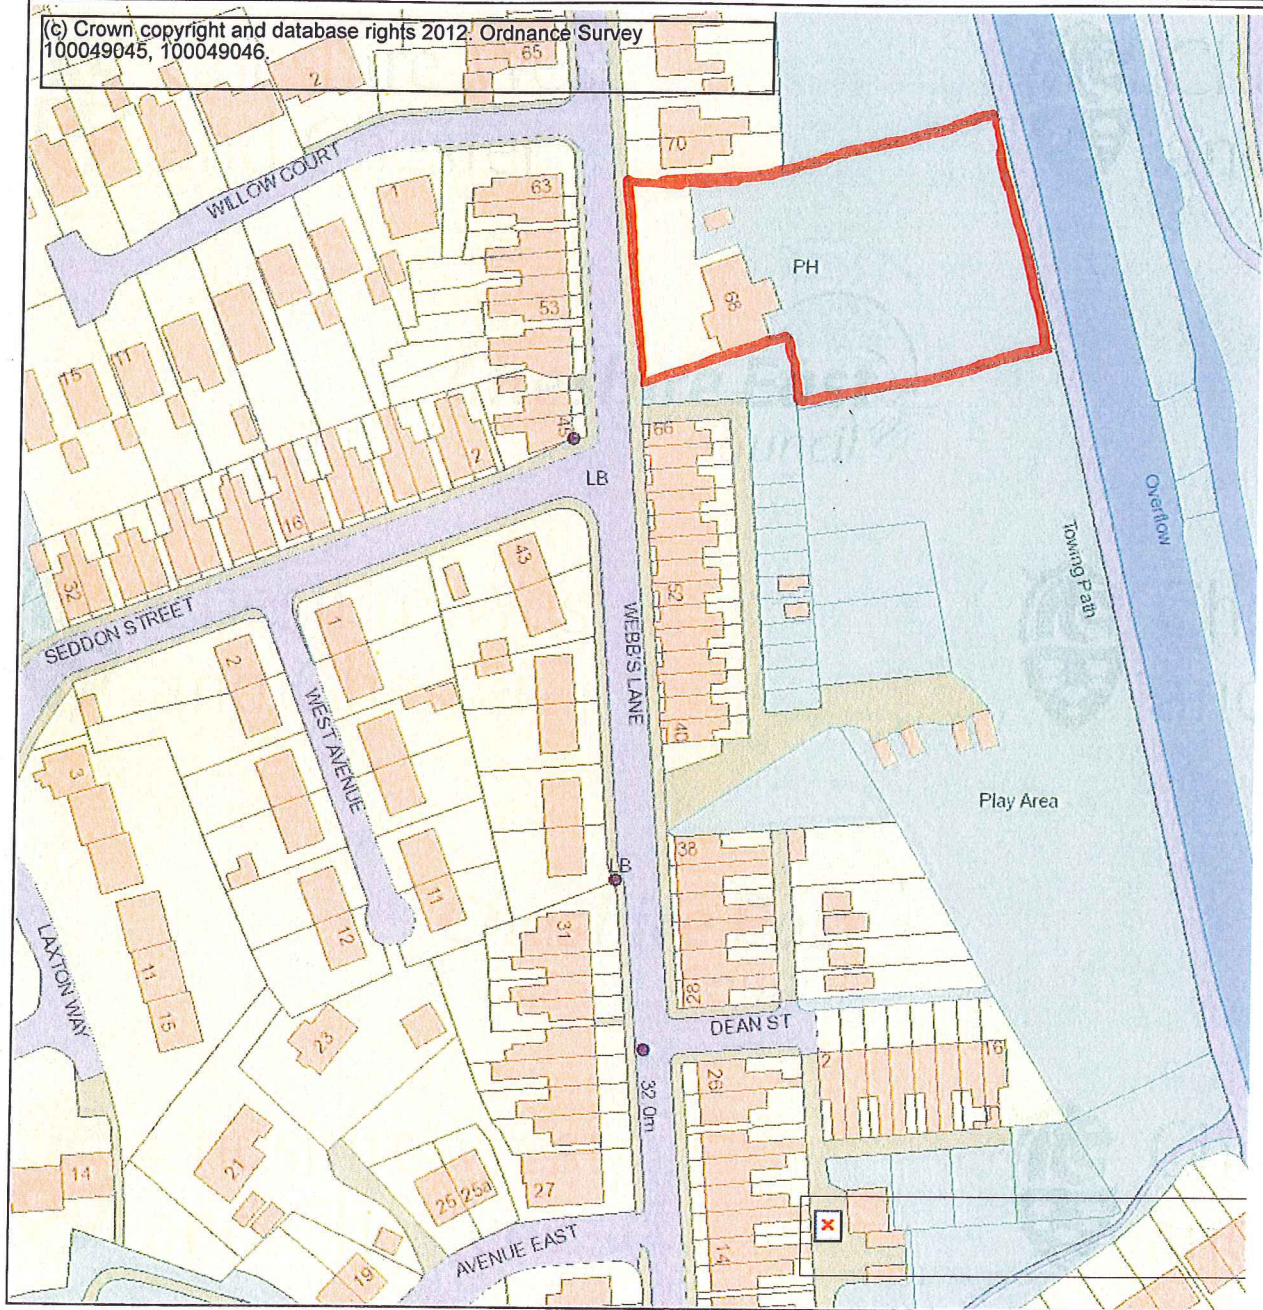 (c) Crown copyright and database rights 2012. Ordnance Survey
100049045, 100049046.
65
2
70
WILLOW COURT
1
63
PH
68
53
15
11
45
66
2
LB
16
Overflow
Towing Path
43
32
52
SEDDON STREET
1
WEBB'S LANE
2
WEST AVENUE
40
3
Play Area
38
LB
11
31
12
LAXTON WAY
11
28
15
DEAN ST
23
2
16
26
32.0m
14
21
25
25a
27
14
AVENUE EAST
19